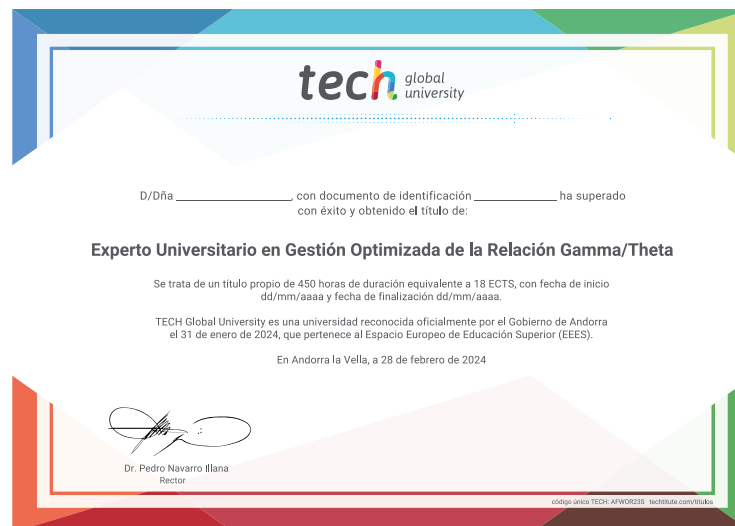 tech global university
D/Dña ____________, con documento de identificación ____________ ha superado
con éxito y obtenido el título de:
Experto Universitario en Gestión Optimizada de la Relación Gamma/Theta
Se trata de un título propio de 450 horas de duración equivalente a 18 ECTS, con fecha de inicio
dd/mm/aaaa y fecha de finalización dd/mm/aaaa.
TECH Global University es una universidad reconocida oficialmente por el Gobierno de Andorra
el 31 de enero de 2024, que pertenece al Espacio Europeo de Educación Superior (EEES).
En Andorra la Vella, a 28 de febrero de 2024
Dr. Pedro Navarro Illana
Rector
código único TECH: AFWOR23S techtitute.com/titulos